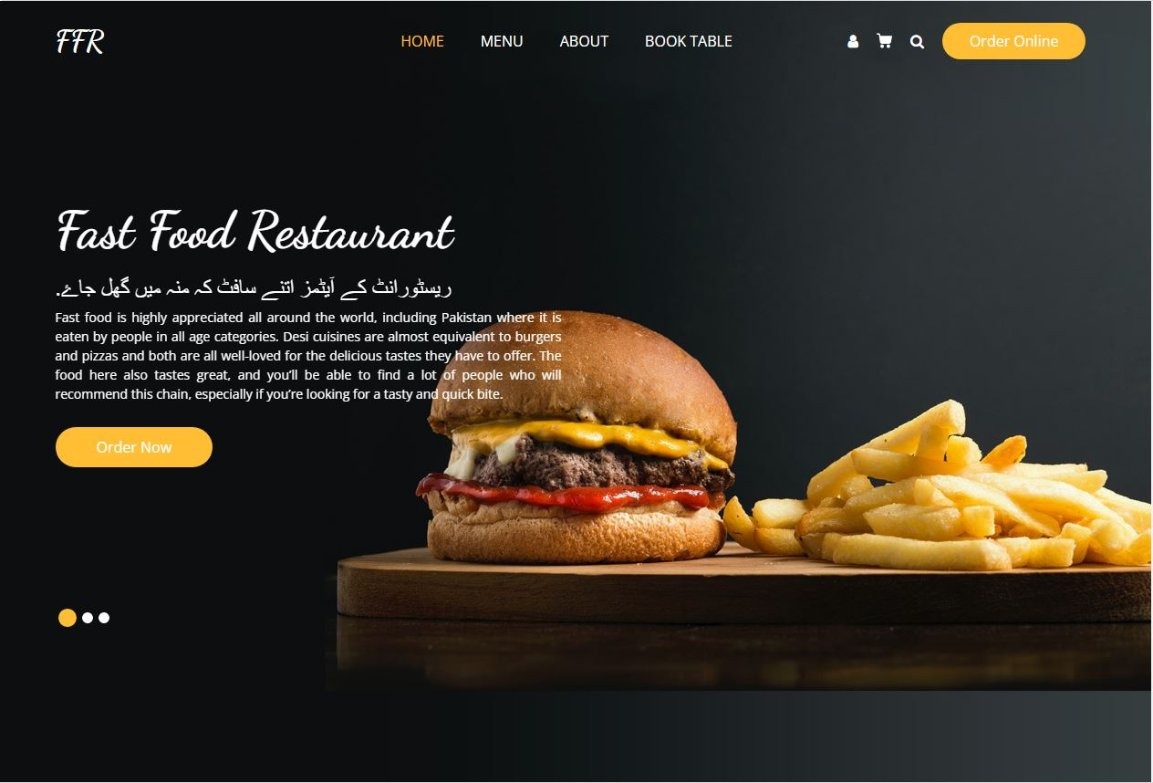 FFR
HOME MENU ABOUT BOOK TABLE
Order Online
Fast Food Restaurant
ریسٹورانٹ کے آیٹمز اتنے سافٹ کہ منہ میں گھل جاۓ.
Fast food is highly appreciated all around the world, including Pakistan where it is
eaten by people in all age categories. Desi cuisines are almost equivalent to burgers
and pizzas and both are all well-loved for the delicious tastes they have to offer. The
food here also tastes great, and you’ll be able to find a lot of people who will
recommend this chain, especially if you’re looking for a tasty and quick bite.
Order Now